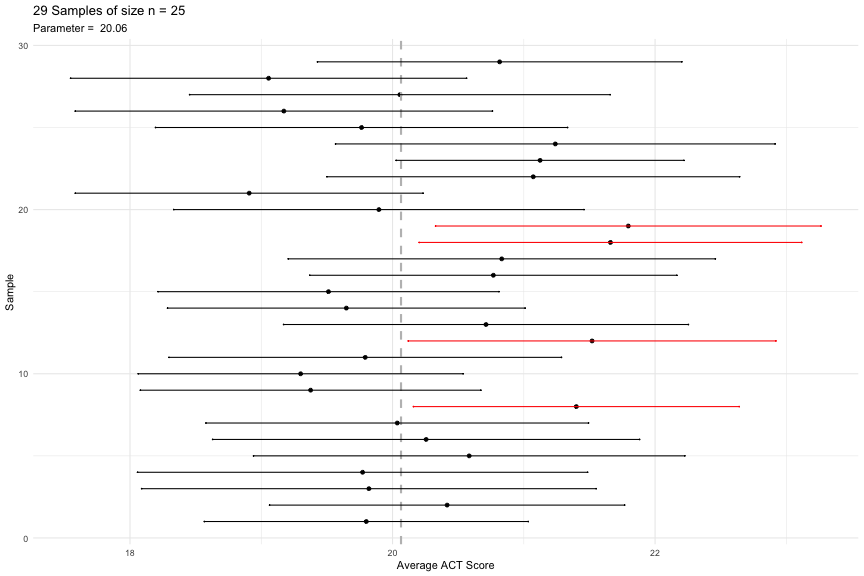 29 Samples of size n = 25
Parameter =  20.06
30
20
10
0
Sample
18
20
22
Average ACT Score